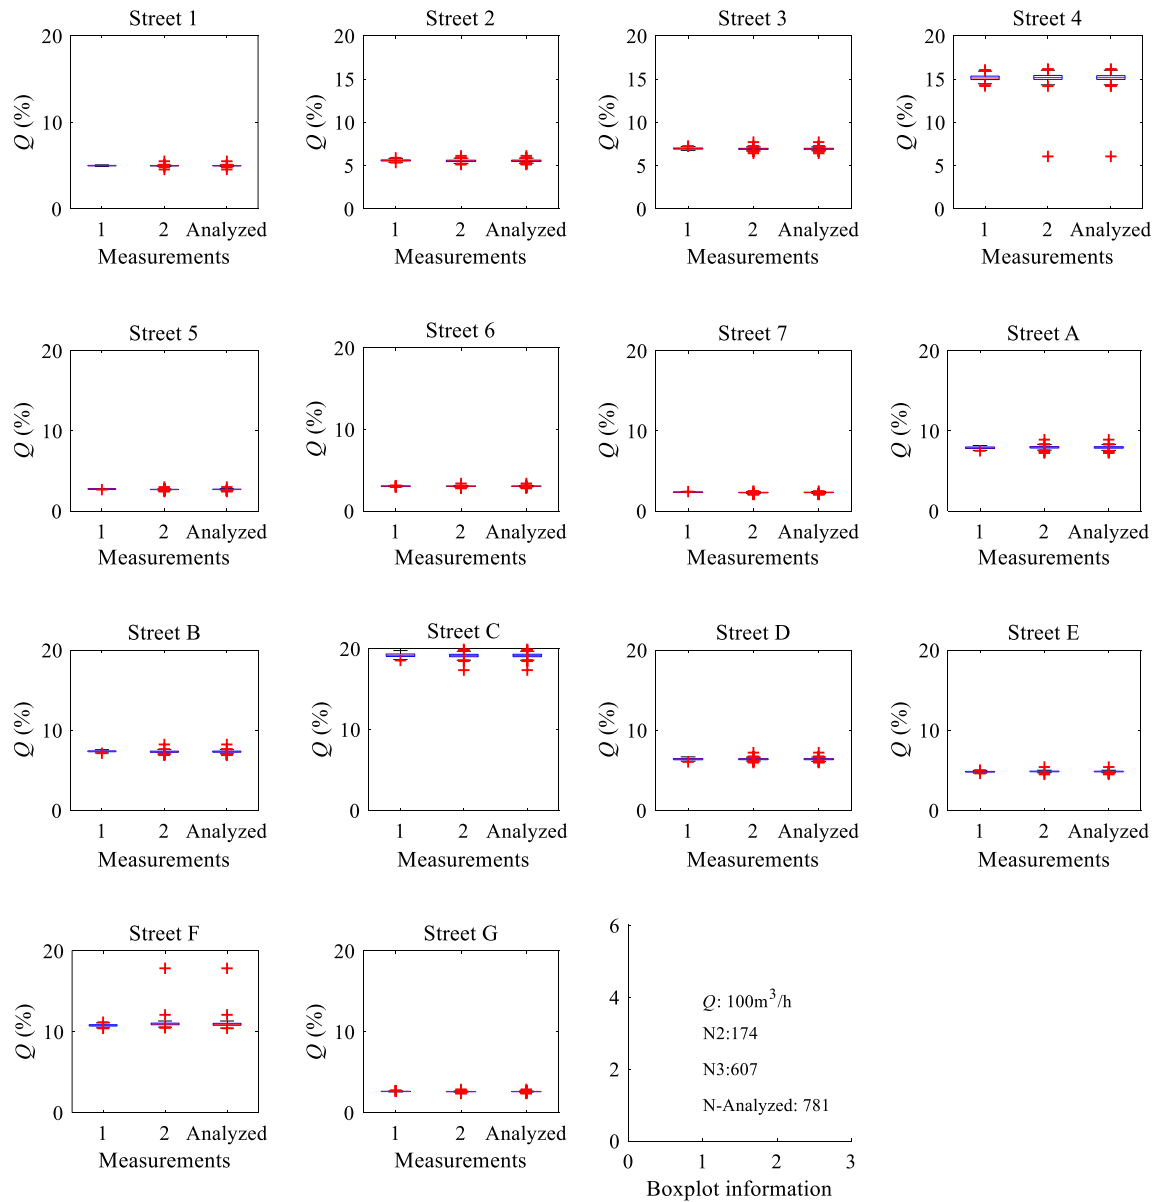 Street 1
20
15
10
5
0
Q (%)
1 2 Analyzed
Measurements
Street 2
20
15
10
5
0
Q (%)
1 2 Analyzed
Measurements
Street 3
20
15
10
5
0
Q (%)
1 2 Analyzed
Measurements
Street 4
20
15
10
5
0
Q (%)
1 2 Analyzed
Measurements
Street 5
20
10
0
Q (%)
1 2 Analyzed
Measurements
Street 6
20
10
0
Q (%)
1 2 Analyzed
Measurements
Street 7
20
10
0
Q (%)
1 2 Analyzed
Measurements
Street A
20
10
0
Q (%)
1 2 Analyzed
Measurements
Street B
20
10
0
Q (%)
1 2 Analyzed
Measurements
Street C
20
10
0
Q (%)
1 2 Analyzed
Measurements
Street D
20
10
0
Q (%)
1 2 Analyzed
Measurements
Street E
20
10
0
Q (%)
1 2 Analyzed
Measurements
Street F
20
10
0
Q (%)
1 2 Analyzed
Measurements
Street G
20
10
0
Q (%)
1 2 Analyzed
Measurements
6
4
2
0
Q: 100m³/h
N2:174
N3:607
N-Analyzed: 781
0 1 2 3
Boxplot information